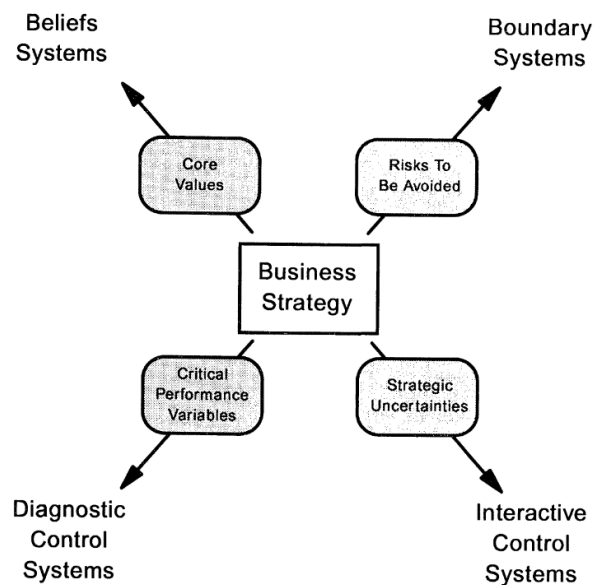 Beliefs
Systems
Boundary
Systems
Core
Values
Risks To
Be Avoided
Business
Strategy
Critical
Performance
Variables
Strategic
Uncertainties
Diagnostic
Control
Systems
Interactive
Control
Systems